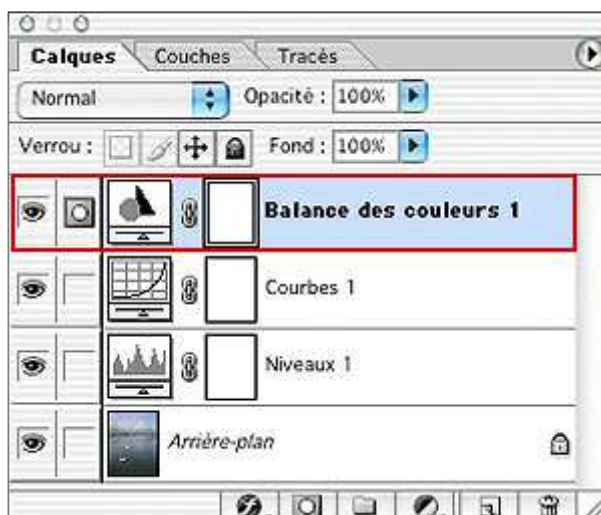 Calques Couches Tracés
Normal Opacité : 100%
Verrou : Fond : 100%
Balance des couleurs 1
Courbes 1
Niveaux 1
Arrière-plan